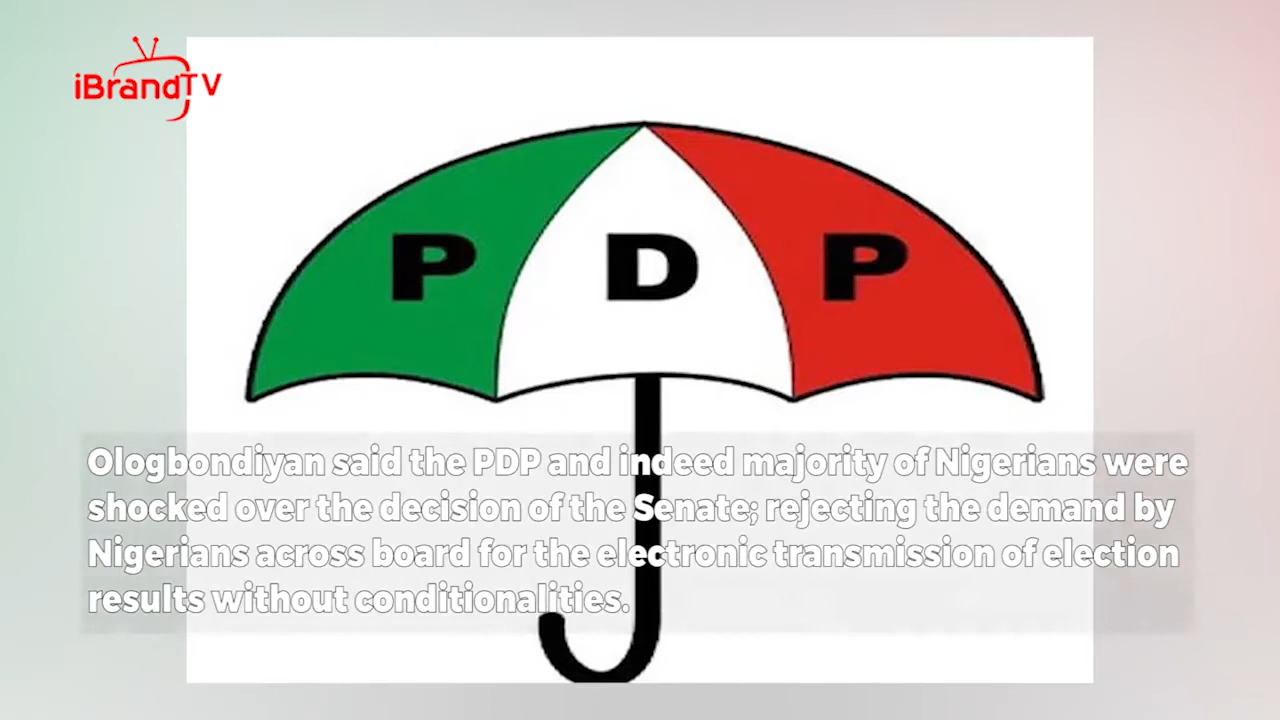 iBrandTV
P D P
Ologbondiyan said the PDP and indeed majority of Nigerians were
shocked over the decision of the Senate; rejecting the demand by
Nigerians across board for the electronic transmission of election
results without conditionalities.